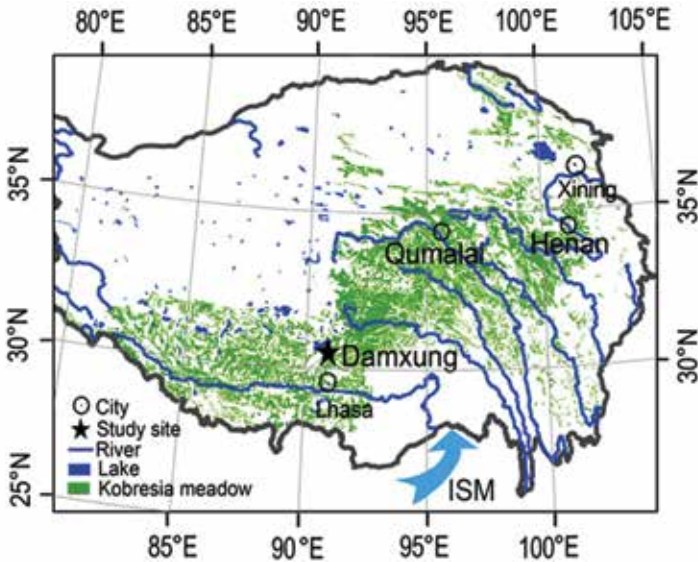 80°E 85°E 90°E 95°E 100°E 105°E
35°N
35°N
Xining
Henan
Qumalai
30°N
30°N
Damxung
Lhasa
City
Study site
River
Lake
Kobresia meadow
ISM
25°N
25°N
85°E 90°E 95°E 100°E